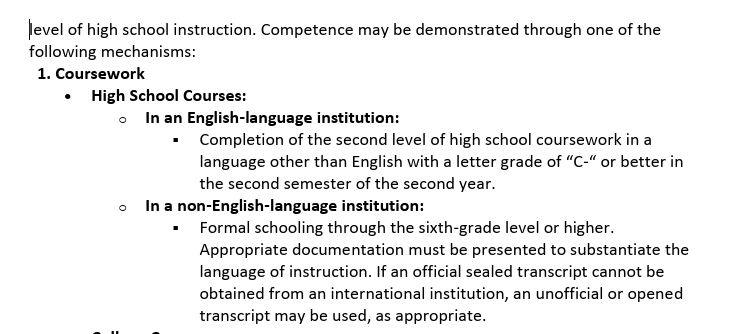 level of high school instruction. Competence may be demonstrated through one of the
following mechanisms:
1. Coursework
• High School Courses:
o In an English-language institution:
▪ Completion of the second level of high school coursework in a
language other than English with a letter grade of “C-“ or better in
the second semester of the second year.
o In a non-English-language institution:
▪ Formal schooling through the sixth-grade level or higher.
Appropriate documentation must be presented to substantiate the
language of instruction. If an official sealed transcript cannot be
obtained from an international institution, an unofficial or opened
transcript may be used, as appropriate.